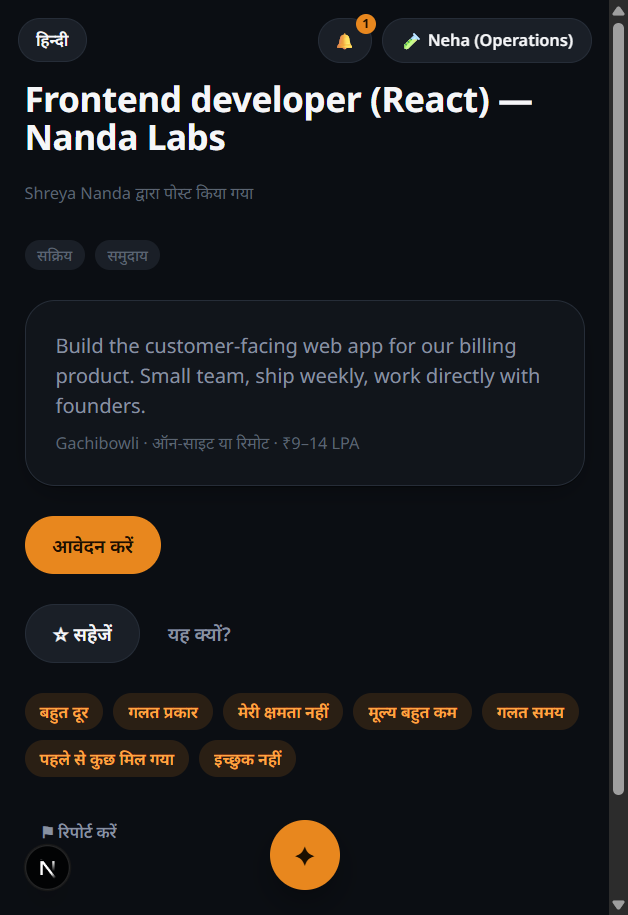 हिन्दी
1
Neha (Operations)
Frontend developer (React) —
Nanda Labs
Shreya Nanda द्वारा पोस्ट किया गया
सक्रिय समुदाय
Build the customer-facing web app for our billing
product. Small team, ship weekly, work directly with
founders.
Gachibowli · ऑन-साइट या रिमोट · ₹9–14 LPA
आवेदन करें
☆ सहेजें यह क्यों?
बहुत दूर गलत प्रकार मेरी क्षमता नहीं मूल्य बहुत कम गलत समय
पहले से कुछ मिल गया इच्छुक नहीं
⚑ रिपोर्ट करें
N